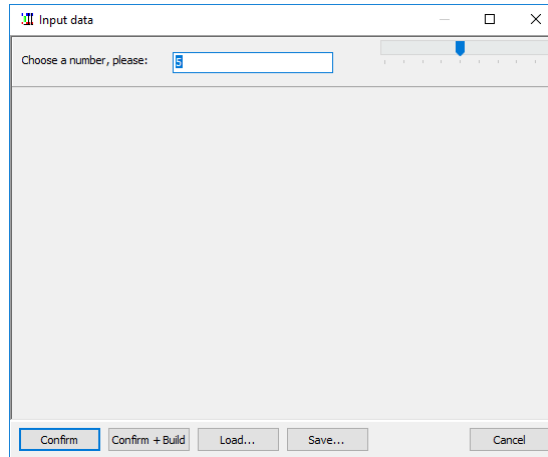 Input data
Choose a number, please:
5
Confirm
Confirm + Build
Load...
Save...
Cancel